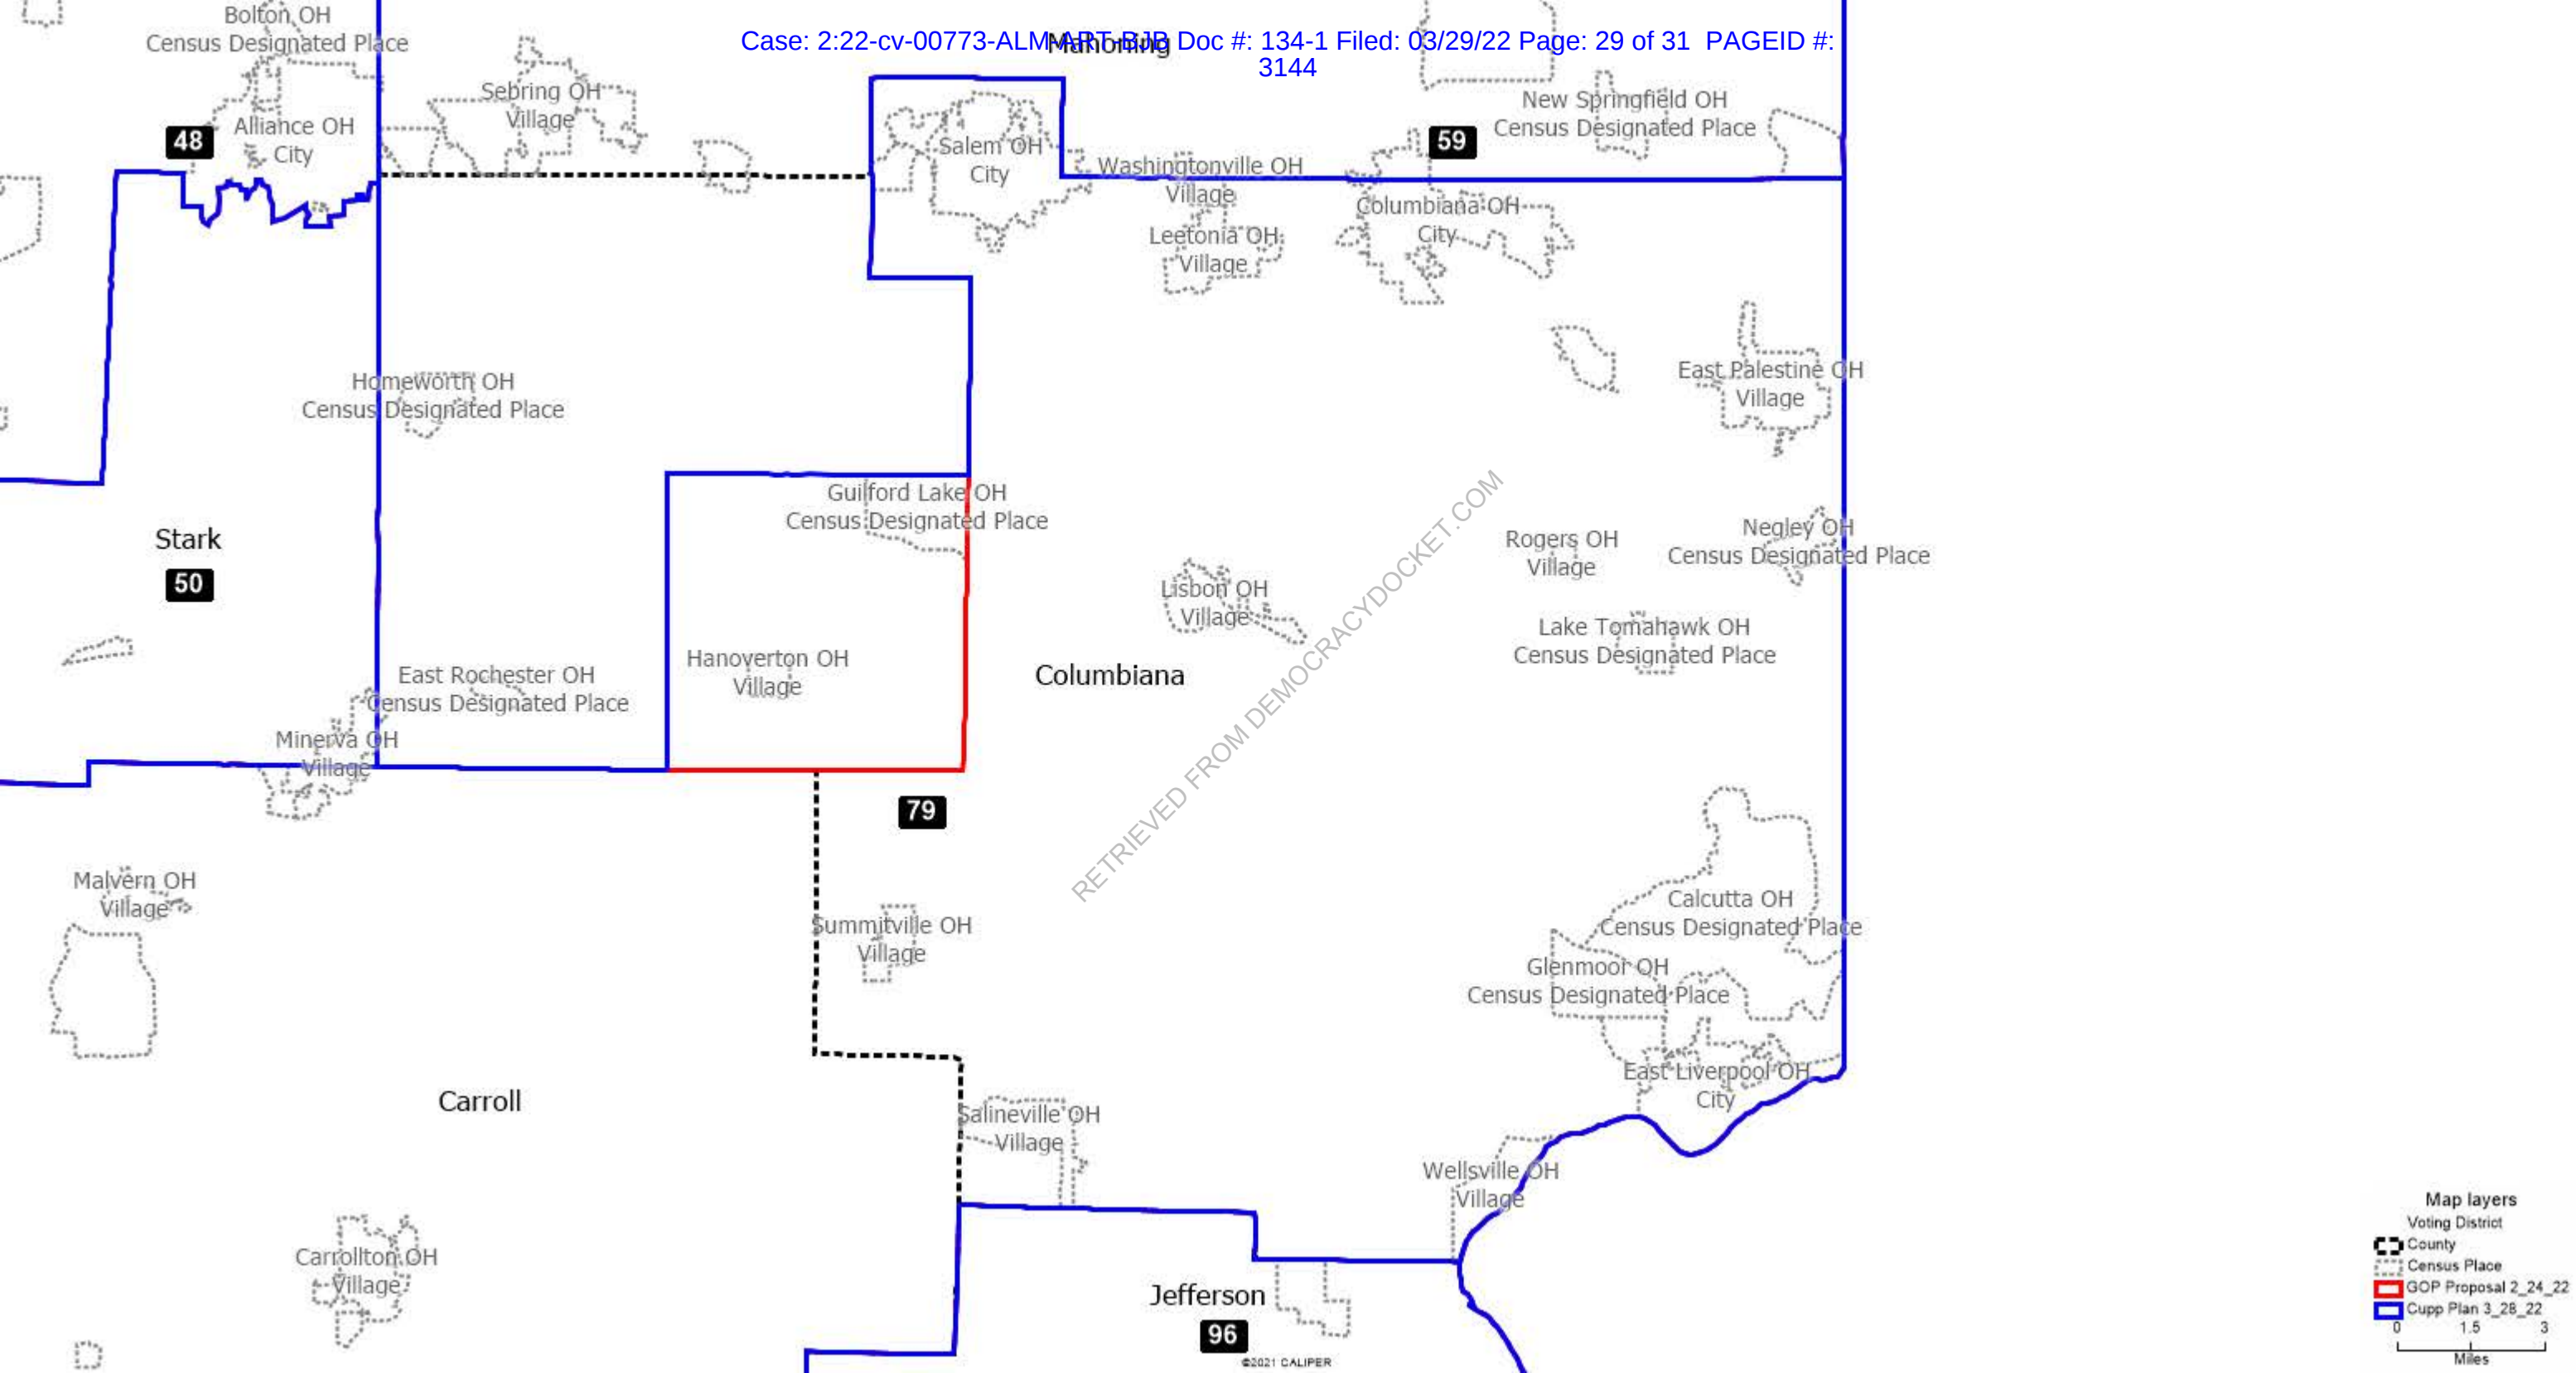 Case: 2:22-cv-00773-ALM-ART-BJB Doc #: 134-1 Filed: 03/29/22 Page: 29 of 31 PAGEID #:
3144
Mahoning
Bolton OH
Census Designated Place
Sebring OH
Village
48
Alliance OH
City
Salem OH
City
59
New Springfield OH
Census Designated Place
Washingtonville OH
Village
Columbiana OH
City
Leetonia OH
Village
Homeworth OH
Census Designated Place
East Palestine OH
Village
Guilford Lake OH
Census Designated Place
Stark
50
Lisbon OH
Village
Rogers OH
Village
Negley OH
Census Designated Place
Lake Tomahawk OH
Census Designated Place
Hanoverton OH
Village
East Rochester OH
Census Designated Place
Columbiana
Minerva OH
Village
79
RETRIEVED FROM DEMOCRACYDOCKET.COM
Malvern OH
Village
Summitville OH
Village
Calcutta OH
Census Designated Place
Glenmoor OH
Census Designated Place
East Liverpool OH
City
Carroll
Salineville OH
Village
Wellsville OH
Village
Carrollton OH
Village
Jefferson
96
©2021 CALIPER
Map layers
Voting District
County
Census Place
GOP Proposal 2_24_22
Cupp Plan 3_28_22
0 1.5 3
Miles